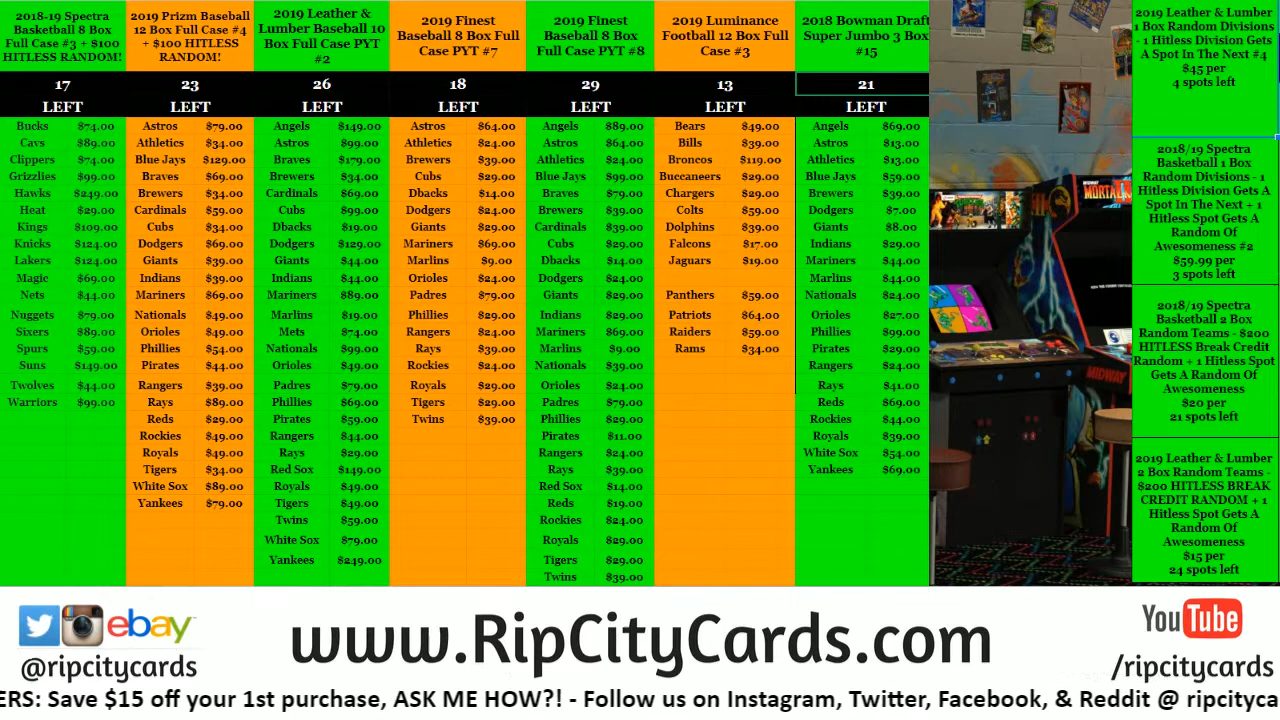 2018-19 Spectra
Basketball 8 Box
Full Case #3 + $100
HITLESS RANDOM!
17
LEFT
Bucks $74.00
Cavs $89.00
Clippers $74.00
Grizzlies $99.00
Hawks $249.00
Heat $29.00
Kings $109.00
Knicks $124.00
Lakers $124.00
Magic $69.00
Nets $44.00
Nuggets $79.00
Sixers $89.00
Spurs $59.00
Suns $149.00
Twolves $44.00
Warriors $99.00
2019 Prizm Baseball
12 Box Full Case #4
+ $100 HITLESS
RANDOM!
23
LEFT
Astros $79.00
Athletics $34.00
Blue Jays $129.00
Braves $69.00
Brewers $34.00
Cardinals $59.00
Cubs $34.00
Dodgers $69.00
Giants $39.00
Indians $39.00
Mariners $69.00
Nationals $49.00
Orioles $49.00
Phillies $54.00
Pirates $44.00
Rangers $39.00
Rays $89.00
Reds $29.00
Rockies $49.00
Royals $49.00
Tigers $34.00
White Sox $89.00
Yankees $79.00
2019 Leather &
Lumber Baseball 10
Box Full Case PYT
#2
26
LEFT
Angels $149.00
Astros $99.00
Braves $179.00
Brewers $34.00
Cardinals $69.00
Cubs $99.00
Dbacks $19.00
Dodgers $129.00
Giants $44.00
Indians $44.00
Mariners $89.00
Marlins $19.00
Mets $74.00
Nationals $99.00
Orioles $49.00
Padres $79.00
Phillies $69.00
Pirates $59.00
Rangers $44.00
Rays $29.00
Red Sox $149.00
Royals $49.00
Tigers $49.00
Twins $59.00
White Sox $79.00
Yankees $249.00
2019 Finest
Baseball 8 Box Full
Case PYT #7
18
LEFT
Astros $64.00
Athletics $24.00
Brewers $39.00
Cubs $29.00
Dbacks $14.00
Dodgers $24.00
Giants $29.00
Mariners $69.00
Marlins $9.00
Orioles $24.00
Padres $79.00
Phillies $29.00
Rangers $24.00
Rays $39.00
Rockies $24.00
Royals $29.00
Tigers $29.00
Twins $39.00
2019 Finest
Baseball 8 Box
Full Case PYT #8
29
LEFT
Angels $89.00
Astros $64.00
Athletics $24.00
Blue Jays $99.00
Braves $79.00
Brewers $39.00
Cardinals $39.00
Cubs $29.00
Dbacks $14.00
Dodgers $24.00
Giants $29.00
Indians $29.00
Mariners $69.00
Marlins $9.00
Nationals $39.00
Orioles $24.00
Padres $79.00
Phillies $29.00
Pirates $11.00
Rangers $24.00
Rays $39.00
Red Sox $14.00
Reds $19.00
Rockies $24.00
Royals $29.00
Tigers $29.00
Twins $39.00
2019 Luminance
Football 12 Box Full
Case #3
13
LEFT
Bears $49.00
Bills $39.00
Broncos $119.00
Buccaneers $29.00
Chargers $29.00
Colts $59.00
Dolphins $39.00
Falcons $17.00
Jaguars $19.00
Panthers $59.00
Patriots $64.00
Raiders $59.00
Rams $34.00
2018 Bowman Draft
Super Jumbo 3 Box
#15
21
LEFT
Angels $69.00
Astros $13.00
Athletics $13.00
Blue Jays $59.00
Brewers $39.00
Dodgers $7.00
Giants $8.00
Indians $29.00
Mariners $44.00
Marlins $44.00
Nationals $24.00
Orioles $27.00
Phillies $99.00
Pirates $29.00
Rangers $24.00
Rays $41.00
Reds $69.00
Rockies $44.00
Royals $39.00
White Sox $54.00
Yankees $69.00
MORTAL
MIDWAY
2019 Leather & Lumber
1 Box Random Divisions
- 1 Hitless Division Gets
A Spot In The Next #4
$45 per
4 spots left
2018/19 Spectra
Basketball 1 Box
Random Divisions - 1
Hitless Division Gets A
Spot In The Next + 1
Hitless Spot Gets A
Random Of
Awesomeness #2
$59.99 per
3 spots left
2018/19 Spectra
Basketball 2 Box
Random Teams - $200
HITLESS Break Credit
Random + 1 Hitless Spot
Gets A Random Of
Awesomeness
$20 per
21 spots left
2019 Leather & Lumber
2 Box Random Teams -
$200 HITLESS BREAK
CREDIT RANDOM + 1
Hitless Spot Gets A
Random Of
Awesomeness
$15 per
24 spots left
ebay
@ripcitycards
www.RipCityCards.com
YouTube
/ripcitycards
ERS: Save $15 off your 1st purchase, ASK ME HOW?! - Follow us on Instagram, Twitter, Facebook, & Reddit @ ripcityca